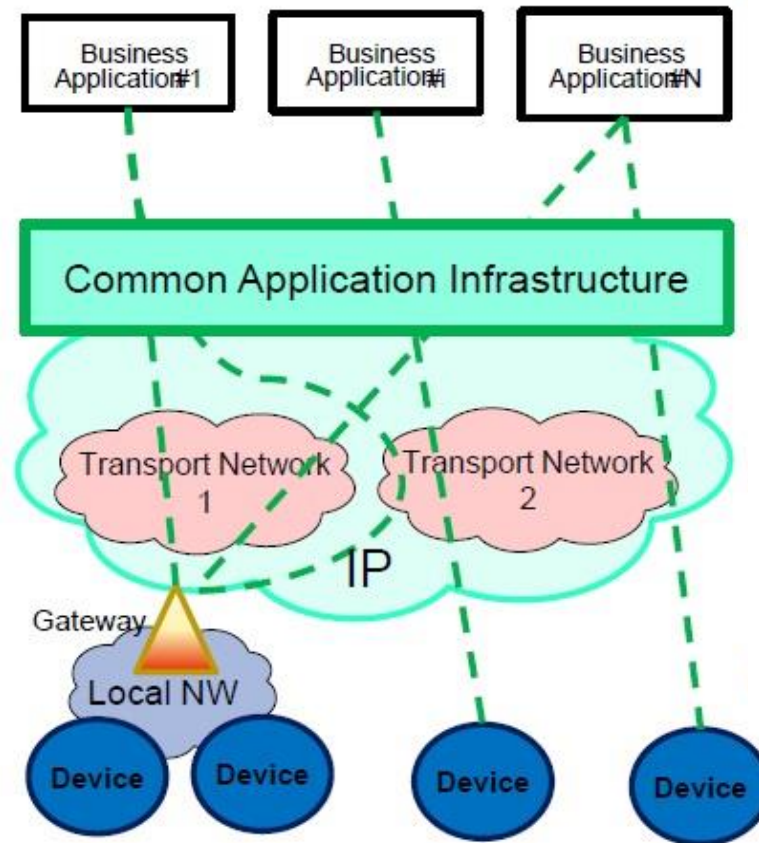 Business
Application#1
Business
Application#i
Business
Application#N
Common Application Infrastructure
Transport Network
1
Transport Network
2
IP
Gateway
Local NW
Device
Device
Device
Device